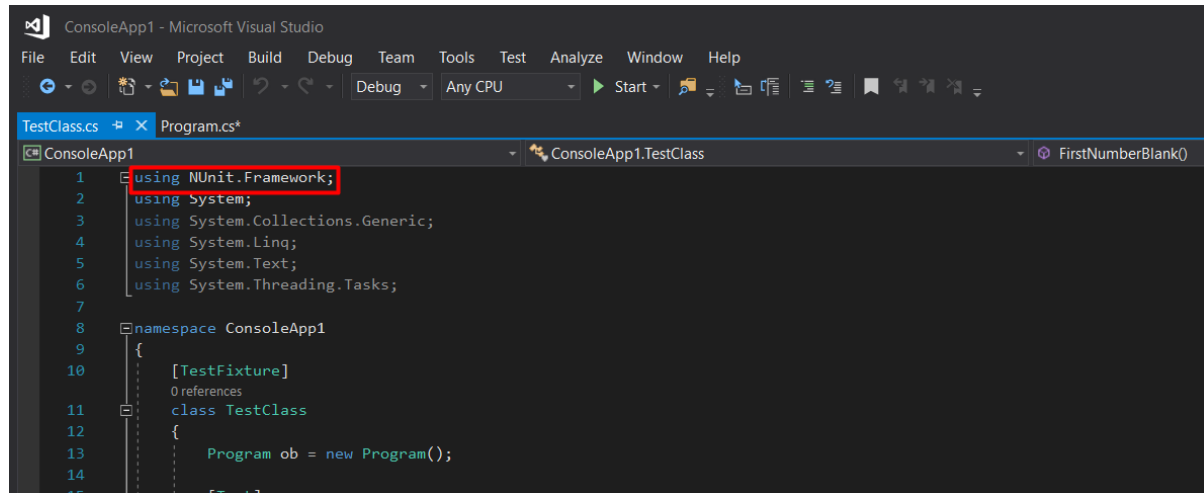 ConsoleApp1 - Microsoft Visual Studio
File Edit View Project Build Debug Team Tools Test Analyze Window Help
Debug Any CPU Start
TestClass.cs Program.cs*
C# ConsoleApp1 ConsoleApp1.TestClass FirstNumberBlank()
1 using NUnit.Framework;
2 using System;
3 using System.Collections.Generic;
4 using System.Linq;
5 using System.Text;
6 using System.Threading.Tasks;
7
8 namespace ConsoleApp1
9 {
10 [TestFixture]
0 references
11 class TestClass
12 {
13 Program ob = new Program();
14